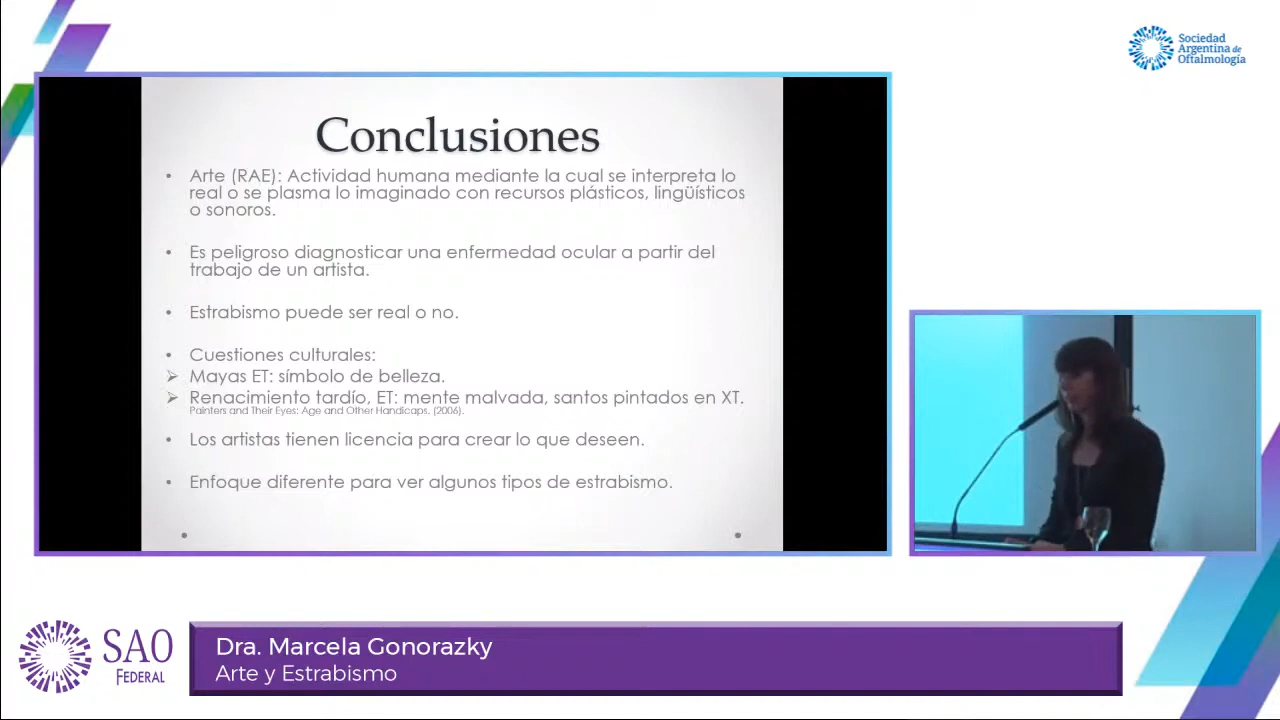 Sociedad
Argentina de
Oftalmología
Conclusiones
• Arte (RAE): Actividad humana mediante la cual se interpreta lo
real o se plasma lo imaginado con recursos plásticos, lingüísticos
o sonoros.
• Es peligroso diagnosticar una enfermedad ocular a partir del
trabajo de un artista.
• Estrabismo puede ser real o no.
• Cuestiones culturales:
➢ Mayas ET: símbolo de belleza.
➢ Renacimiento tardío, ET: mente malvada, santos pintados en XT.
Painters and Their Eyes: Age and Other Handicaps. (2006).
• Los artistas tienen licencia para crear lo que deseen.
• Enfoque diferente para ver algunos tipos de estrabismo.
SAO
FEDERAL
Dra. Marcela Gonorazky
Arte y Estrabismo